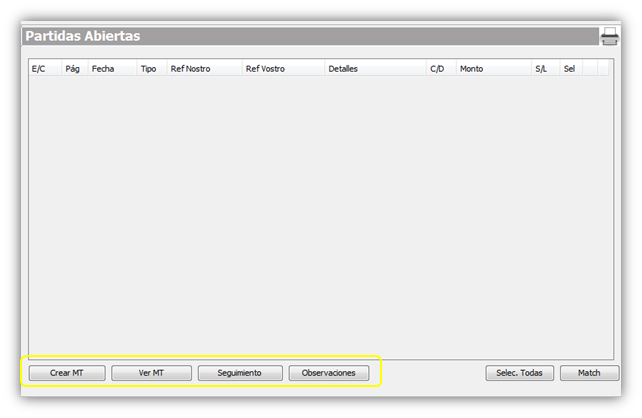 Partidas Abiertas
E/C Pág Fecha Tipo Ref Nostro Ref Vostro Detalles C/D Monto S/L Sel
Crear MT Ver MT Seguimiento Observaciones Selec. Todas Match